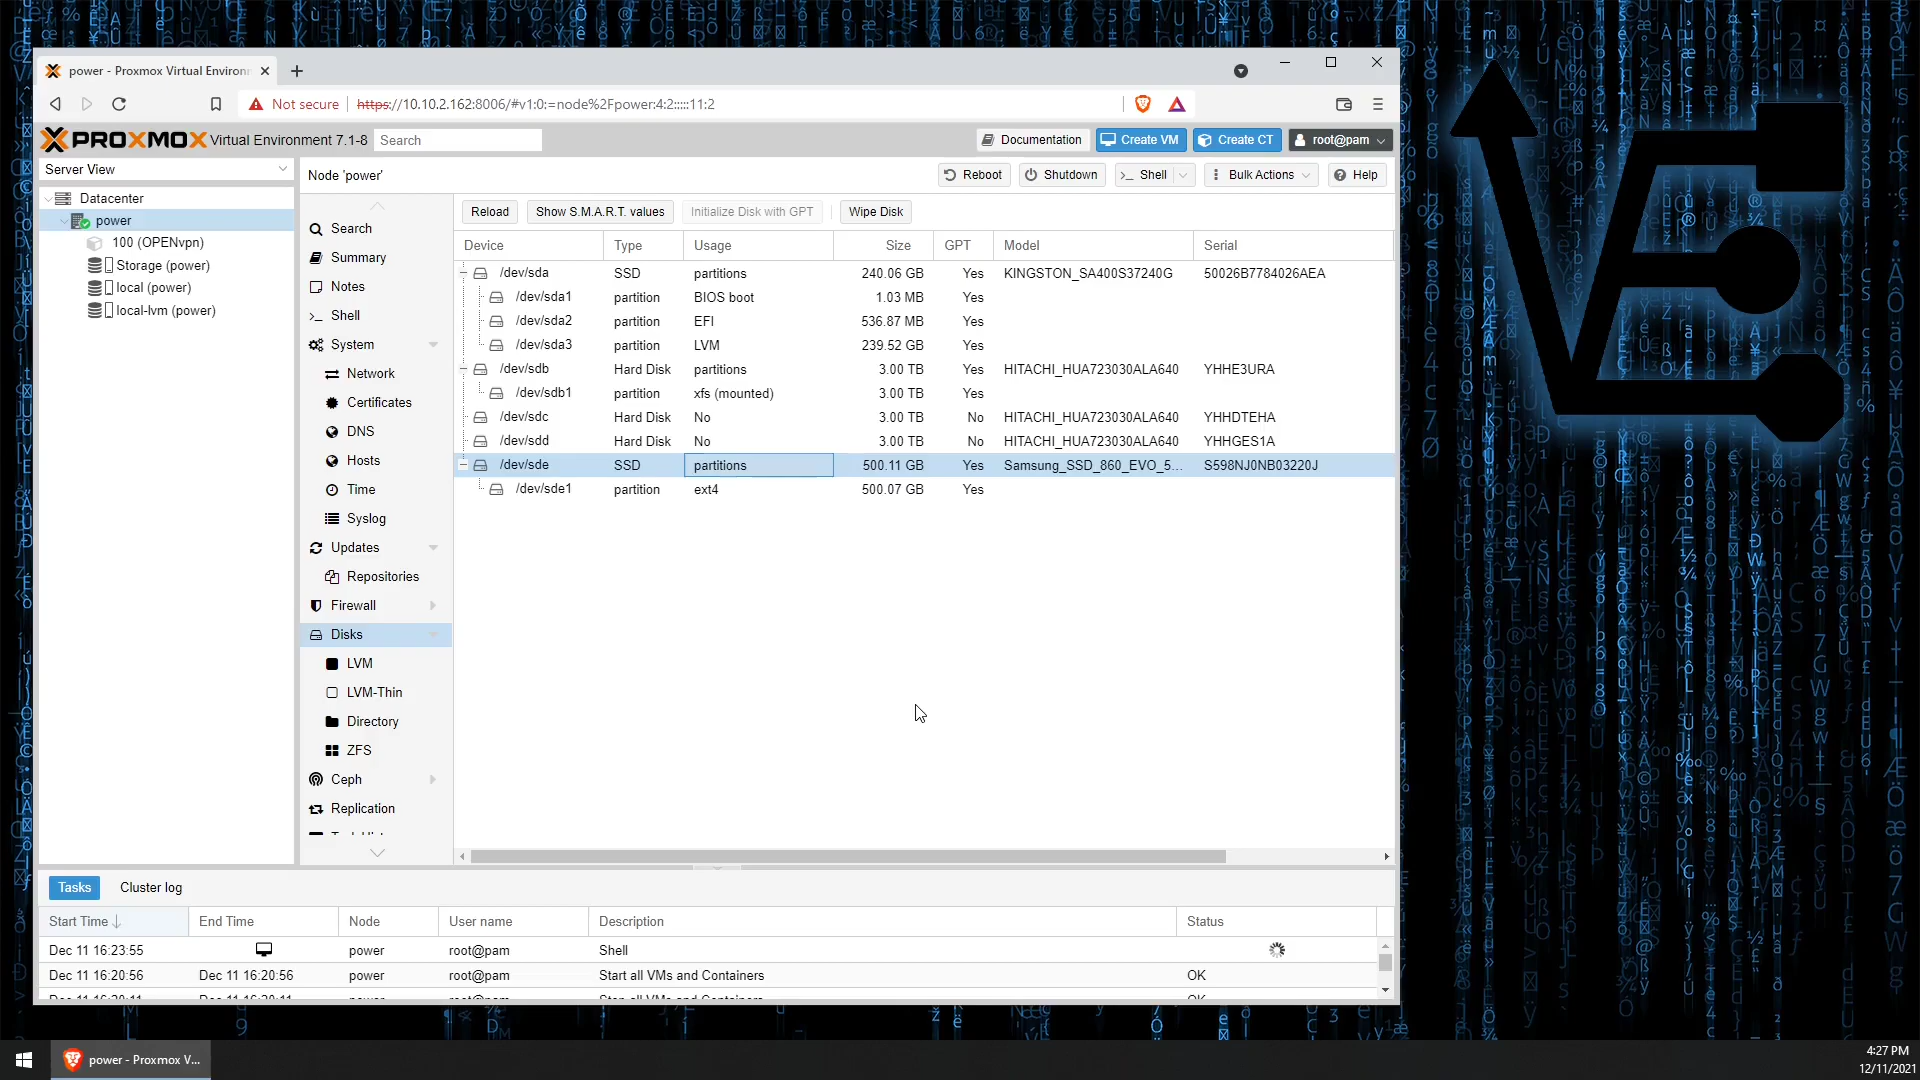 power - Proxmox Virtual Environ
Not secure
https://10.10.2.162:8006/#v1:0:=node%2Fpower:4:2:::::11:2
PROXMOX Virtual Environment 7.1-8
Search
Documentation
Create VM
Create CT
root@pam
Server View
Node 'power'
Reboot
Shutdown
Shell
Bulk Actions
Help
Datacenter
power
100 (OPENvpn)
Storage (power)
local (power)
local-lvm (power)
Search
Summary
Notes
Shell
System
Network
Certificates
DNS
Hosts
Time
Syslog
Updates
Repositories
Firewall
Disks
LVM
LVM-Thin
Directory
ZFS
Ceph
Replication
Reload
Show S.M.A.R.T. values
Initialize Disk with GPT
Wipe Disk
Device Type Usage Size GPT Model Serial
/dev/sda SSD partitions 240.06 GB Yes KINGSTON_SA400S37240G 50026B7784026AEA
/dev/sda1 partition BIOS boot 1.03 MB Yes
/dev/sda2 partition EFI 536.87 MB Yes
/dev/sda3 partition LVM 239.52 GB Yes
/dev/sdb Hard Disk partitions 3.00 TB Yes HITACHI_HUA723030ALA640 YHHE3URA
/dev/sdb1 partition xfs (mounted) 3.00 TB Yes
/dev/sdc Hard Disk No 3.00 TB No HITACHI_HUA723030ALA640 YHHDTEHA
/dev/sdd Hard Disk No 3.00 TB No HITACHI_HUA723030ALA640 YHHGES1A
/dev/sde SSD partitions 500.11 GB Yes Samsung_SSD_860_EVO_5... S598NJ0NB03220J
/dev/sde1 partition ext4 500.07 GB Yes
Tasks
Cluster log
Start Time End Time Node User name Description Status
Dec 11 16:23:55 power root@pam Shell
Dec 11 16:20:56 Dec 11 16:20:56 power root@pam Start all VMs and Containers OK
power - Proxmox V...
4:27 PM
12/11/2021